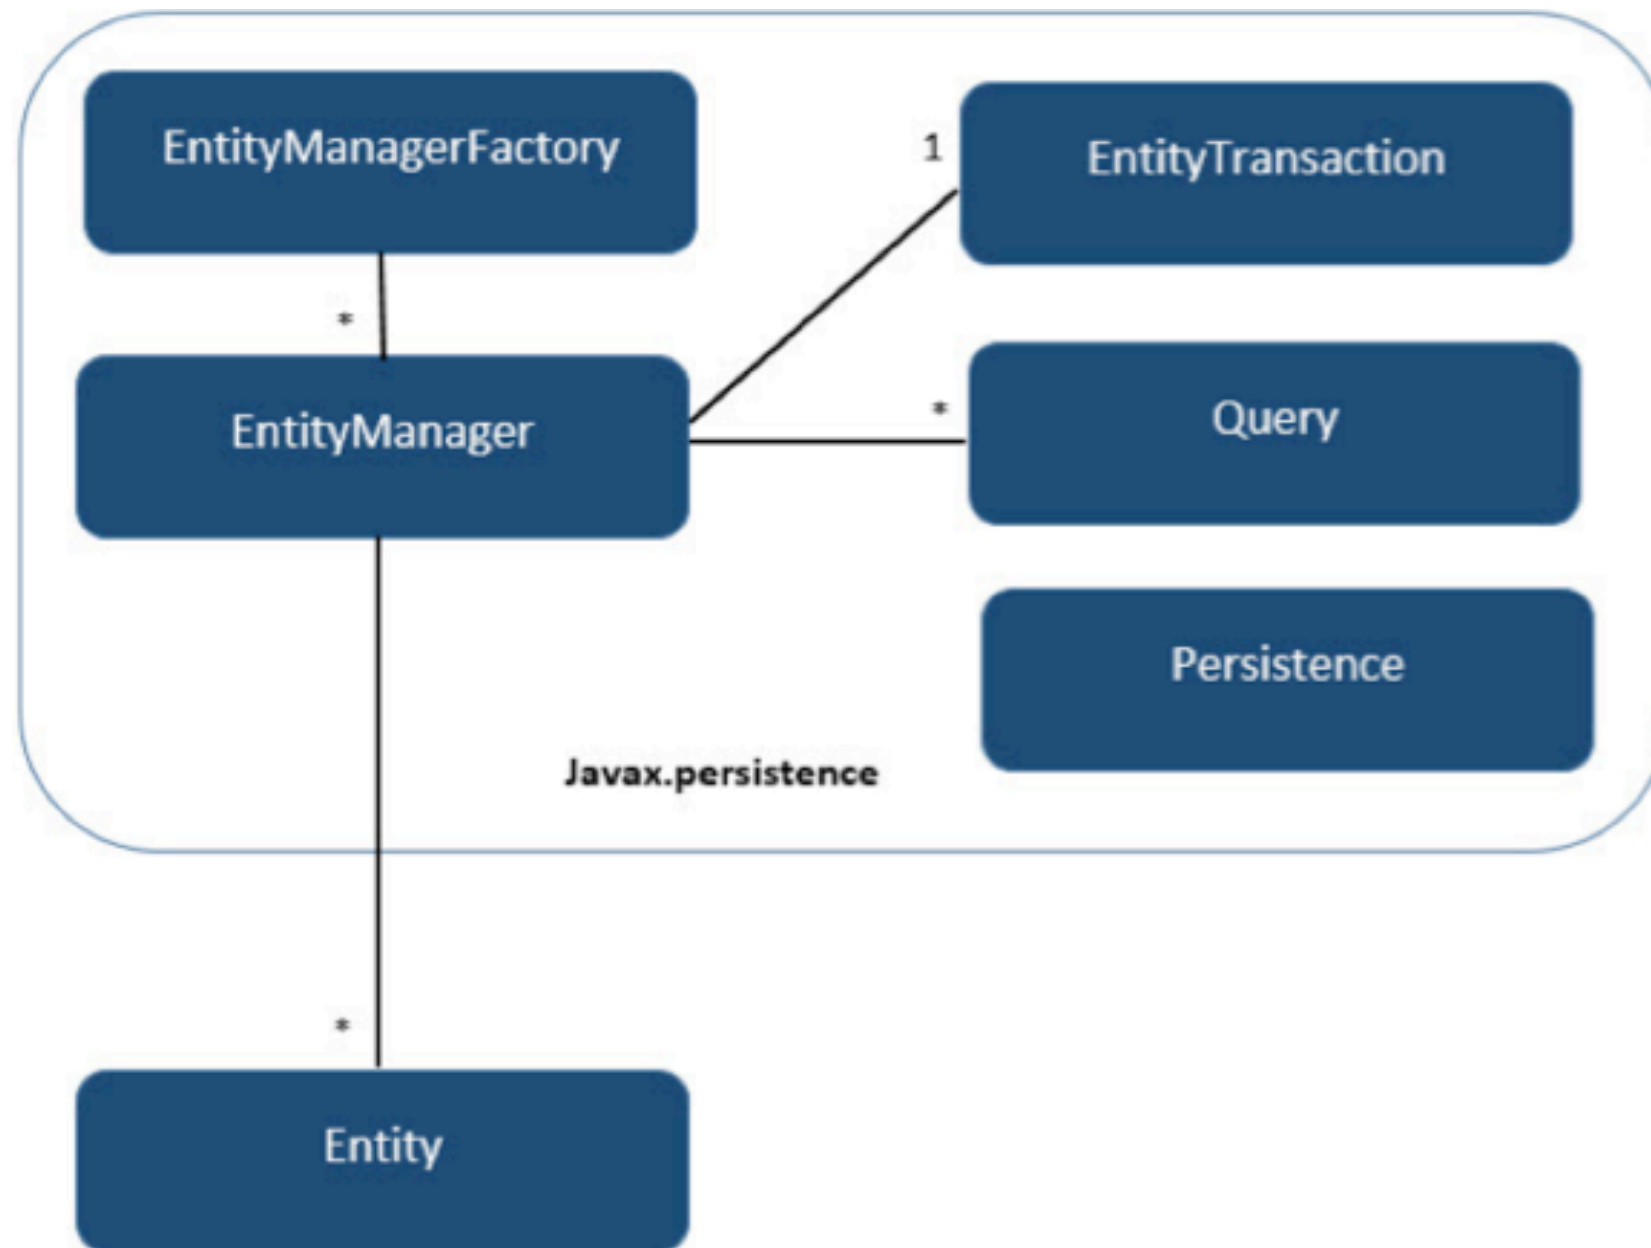 EntityManagerFactory
1
EntityTransaction
*
EntityManager
*
Query
Persistence
Javax.persistence
*
Entity